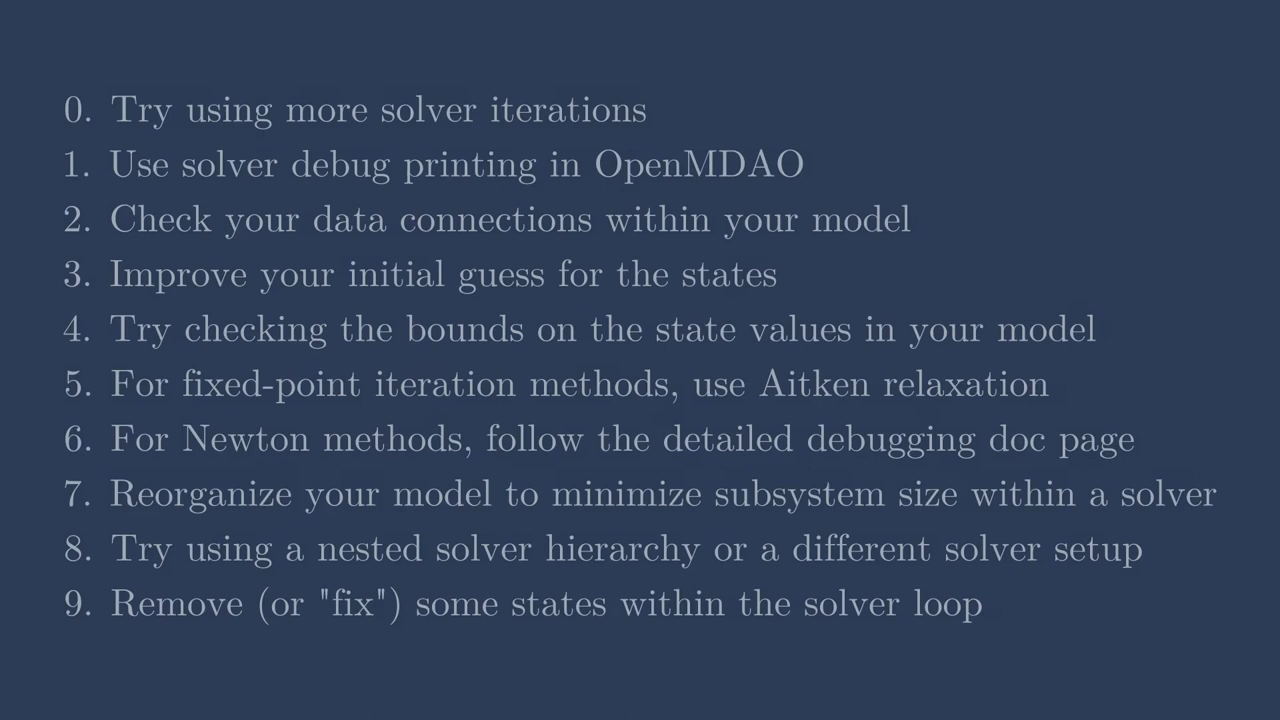 0. Try using more solver iterations
1. Use solver debug printing in OpenMDAO
2. Check your data connections within your model
3. Improve your initial guess for the states
4. Try checking the bounds on the state values in your model
5. For fixed-point iteration methods, use Aitken relaxation
6. For Newton methods, follow the detailed debugging doc page
7. Reorganize your model to minimize subsystem size within a solver
8. Try using a nested solver hierarchy or a different solver setup
9. Remove (or "fix") some states within the solver loop